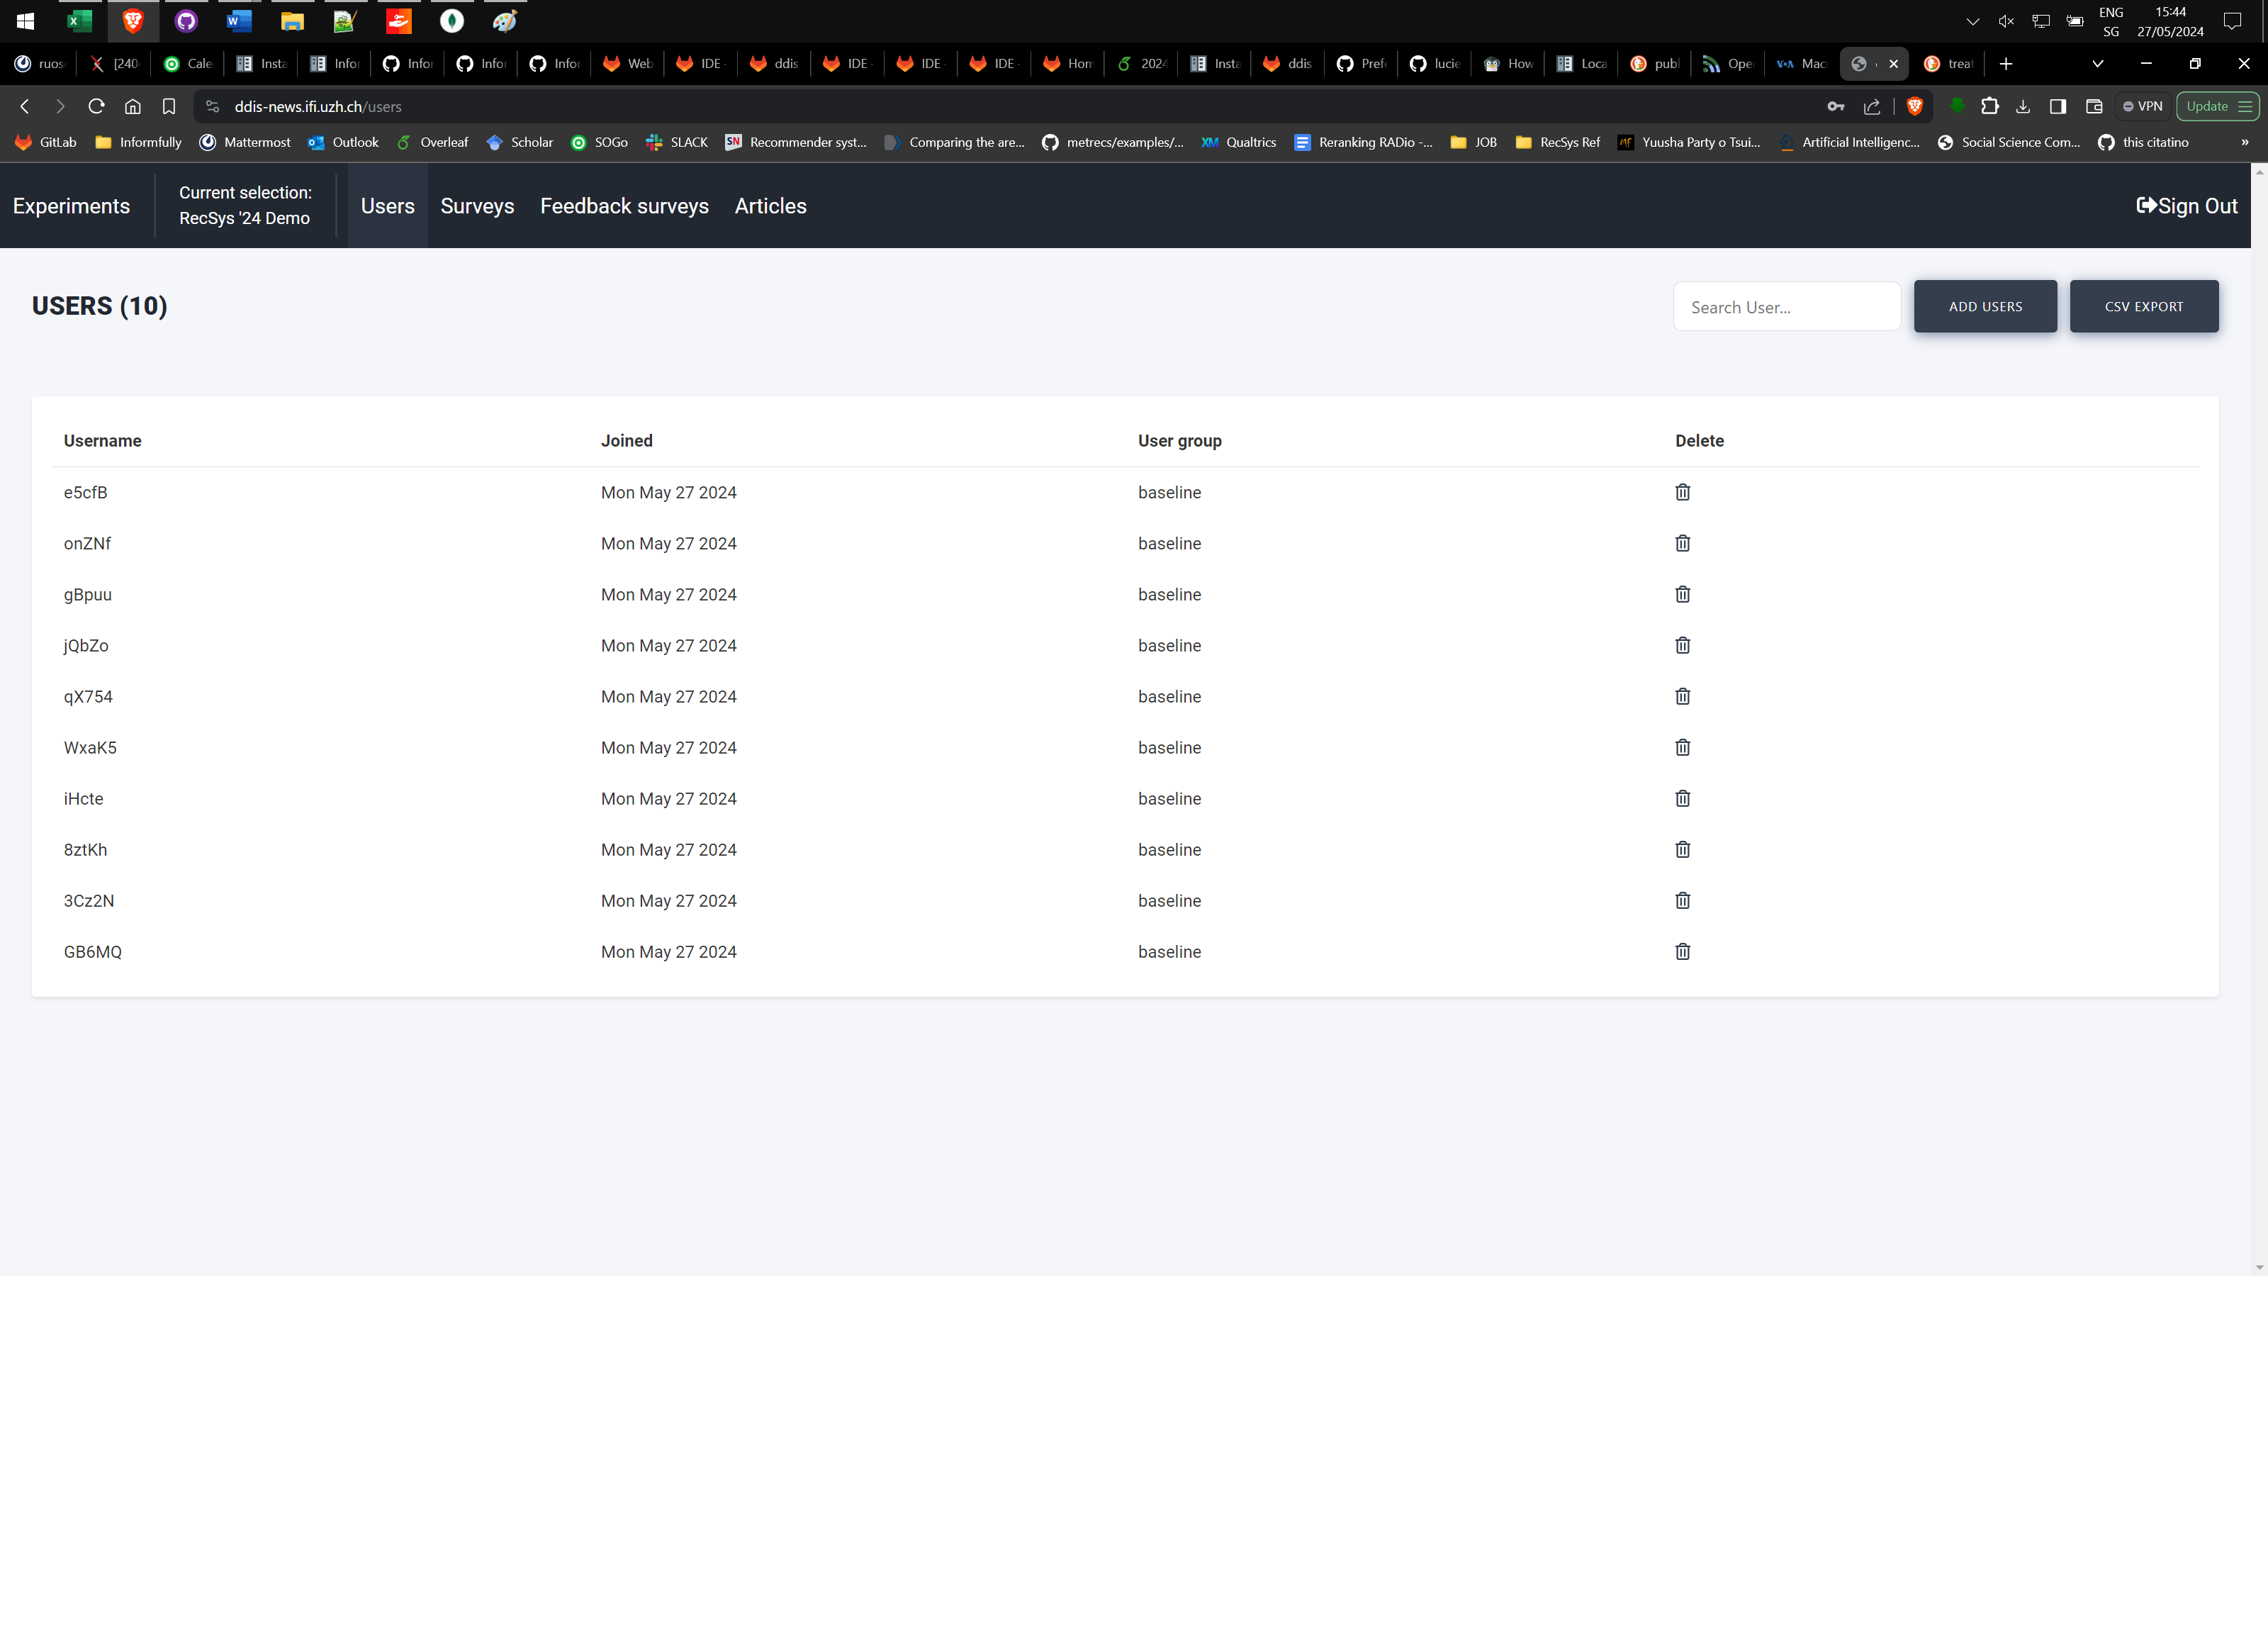 ENG
15:44
SG
27/05/2024
ruos [240 Cale Insta Infor Infor Infor Infor Web IDE - ddis IDE - IDE - IDE - Hom 2024 Insta ddis Prefe lucie How Loca publ Ope VOA Mac treat
ddis-news.ifi.uzh.ch/users VPN Update
GitLab Informfully Mattermost Outlook Overleaf Scholar SOGo SLACK SN Recommender syst... Comparing the are... metrecs/examples/... XM Qualtrics Reranking RADio -... JOB RecSys Ref Yuusha Party o Tsui... Artificial Intelligenc... Social Science Com... this citatino »
Experiments
Current selection:
RecSys '24 Demo
Users Surveys Feedback surveys Articles Sign Out
USERS (10) Search User... ADD USERS CSV EXPORT
Username Joined User group Delete
e5cfB Mon May 27 2024 baseline
onZNf Mon May 27 2024 baseline
gBpuu Mon May 27 2024 baseline
jQbZo Mon May 27 2024 baseline
qX754 Mon May 27 2024 baseline
WxaK5 Mon May 27 2024 baseline
iHcte Mon May 27 2024 baseline
8ztKh Mon May 27 2024 baseline
3Cz2N Mon May 27 2024 baseline
GB6MQ Mon May 27 2024 baseline